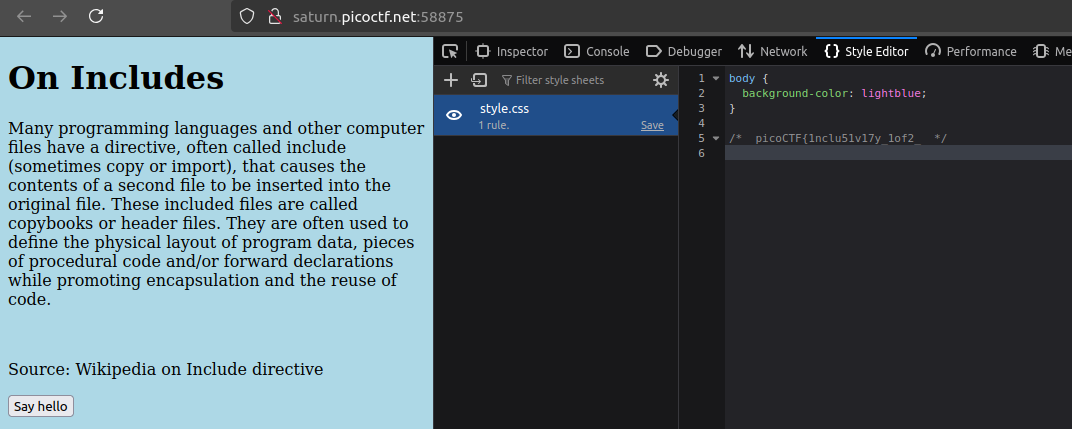 saturn.picoctf.net:58875
Inspector Console Debugger Network {} Style Editor Performance Me
On Includes
Many programming languages and other computer
files have a directive, often called include
(sometimes copy or import), that causes the
contents of a second file to be inserted into the
original file. These included files are called
copybooks or header files. They are often used to
define the physical layout of program data, pieces
of procedural code and/or forward declarations
while promoting encapsulation and the reuse of
code.
Source: Wikipedia on Include directive
Say hello
Filter style sheets
style.css
1 rule.
Save
1 body {
2 background-color: lightblue;
3 }
4
5 /* picoCTF{1nclu51v17y_1of2_ */
6